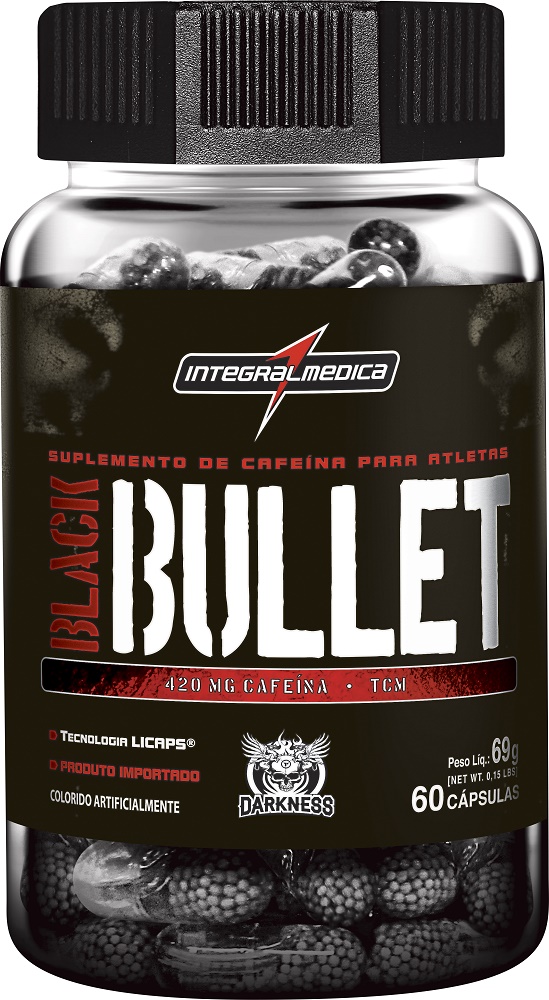 INTEGRALMEDICA
SUPLEMENTO DE CAFEÍNA PARA ATLETAS
BLACK
BULLET
420 MG CAFEÍNA • TCM
TECNOLOGIA LICAPS®
PRODUTO IMPORTADO
COLORIDO ARTIFICIALMENTE
DARKNESS
Peso Líq.: 69g
[NET WT. 0,15 LBS]
60 CÁPSULAS